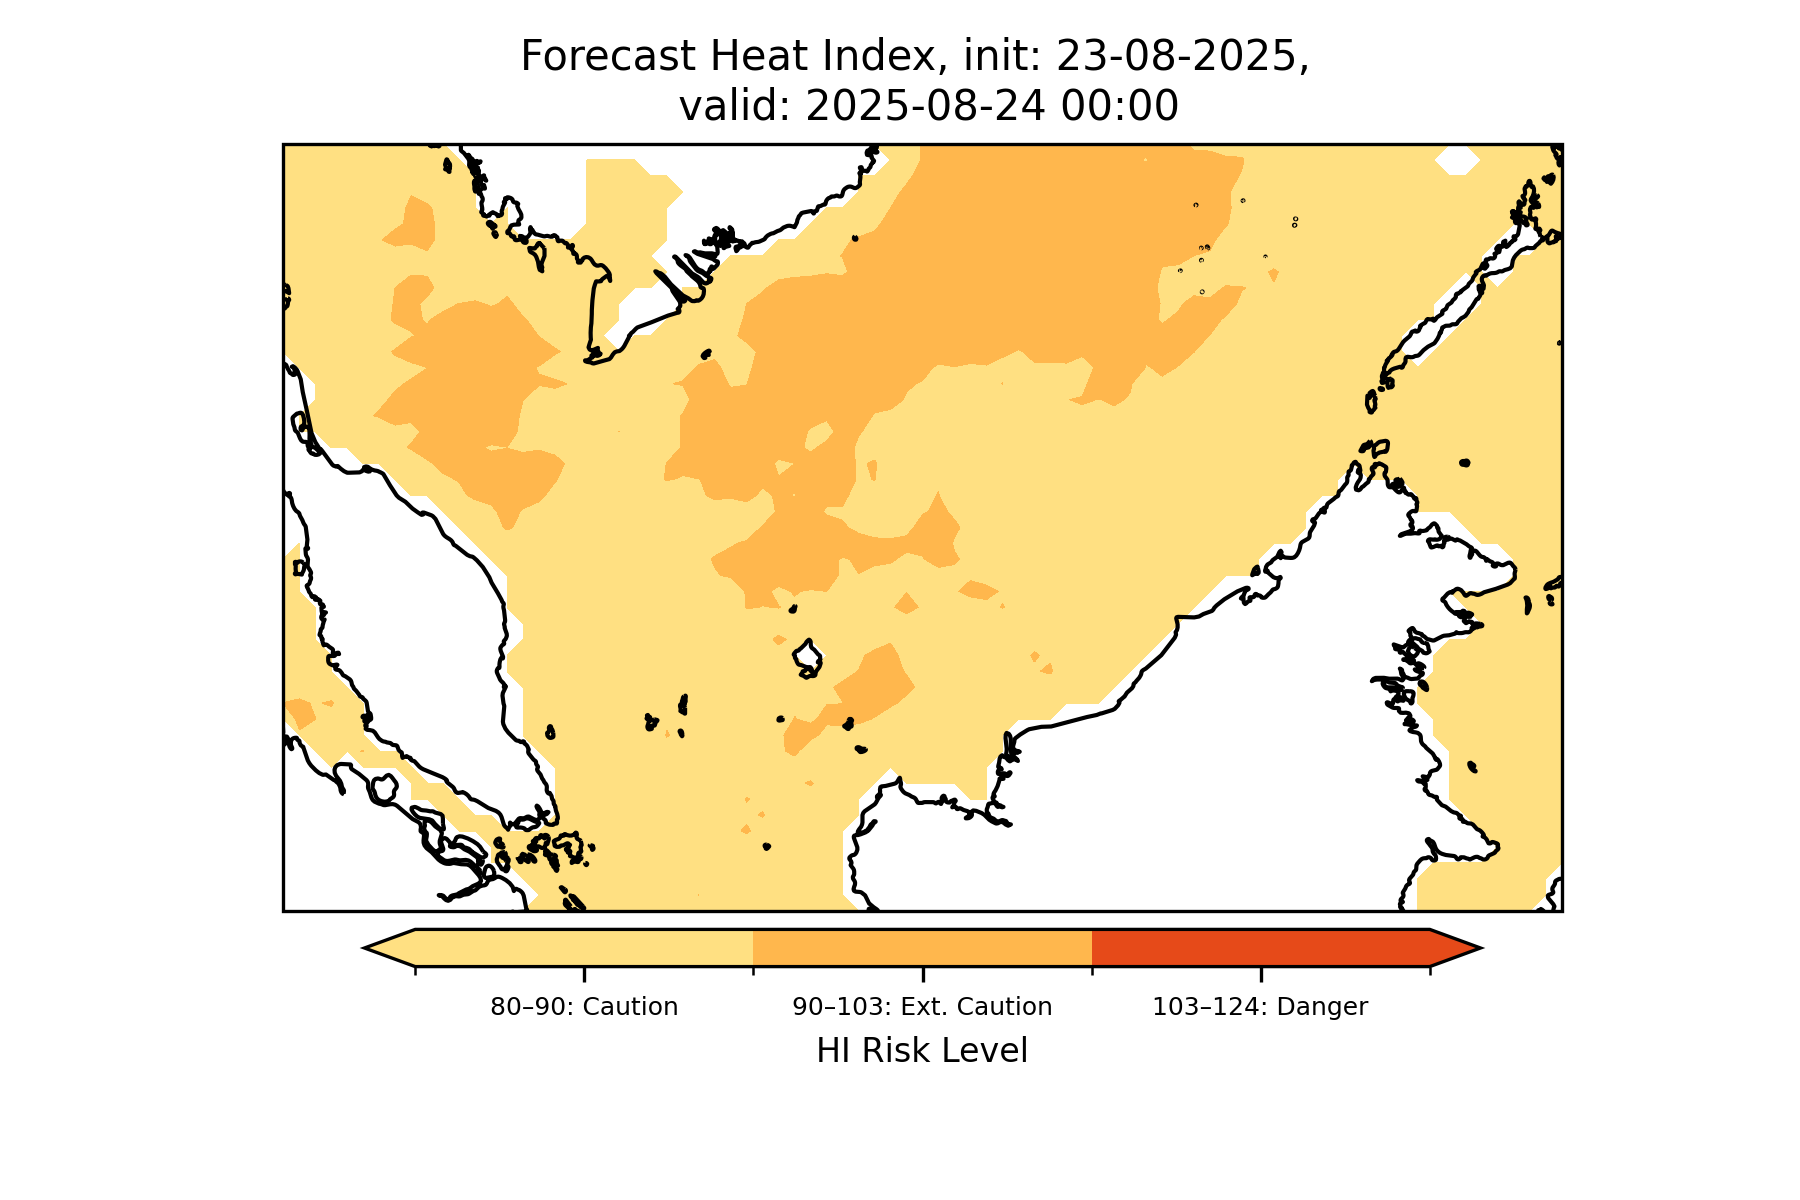 Forecast Heat Index, init: 23-08-2025,
valid: 2025-08-24 00:00
80–90: Caution
90–103: Ext. Caution
103–124: Danger
HI Risk Level